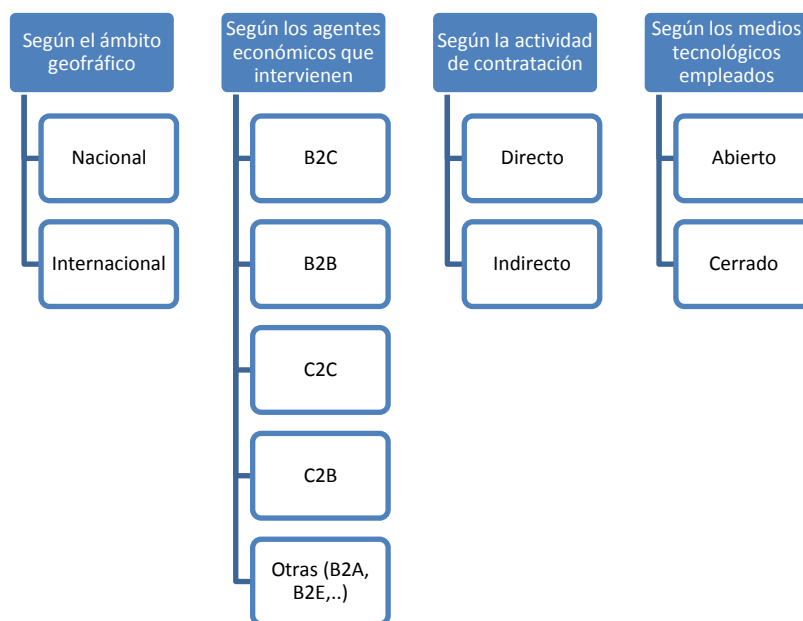 Según el ámbito
geofráfico
Nacional
Internacional
Según los agentes
económicos que
intervienen
B2C
B2B
C2C
C2B
Otras (B2A,
B2E,..)
Según la actividad
de contratación
Directo
Indirecto
Según los medios
tecnológicos
empleados
Abierto
Cerrado